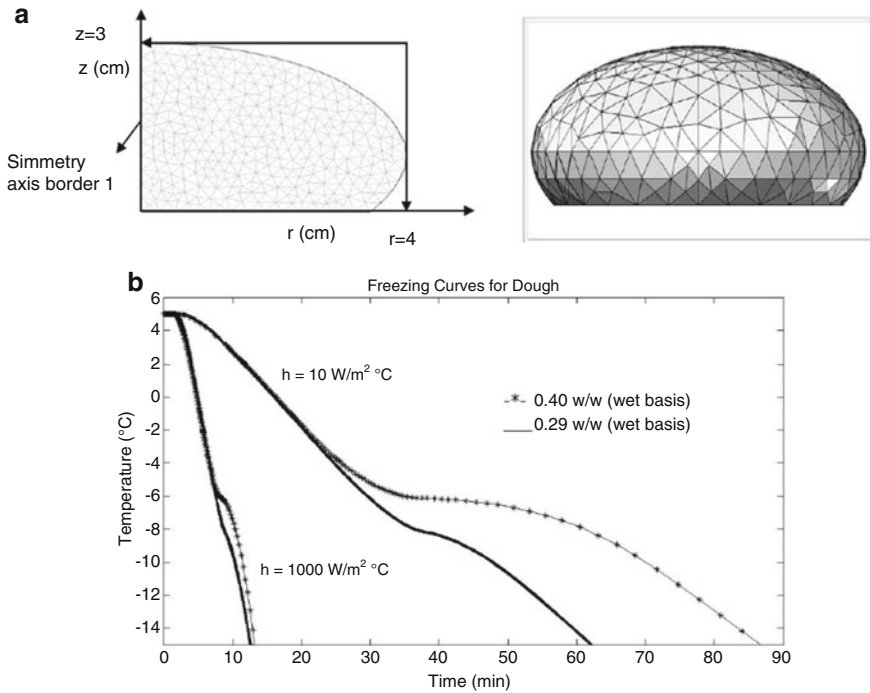 a
z=3
z (cm)
Simmetry
axis border 1
r (cm)
r=4
b
Freezing Curves for Dough
6
4
2
0
-2
-4
-6
-8
-10
-12
-14
Temperature (°C)
h = 10 W/m² °C
0.40 w/w (wet basis)
0.29 w/w (wet basis)
h = 1000 W/m² °C
0 10 20 30 40 50 60 70 80 90
Time (min)